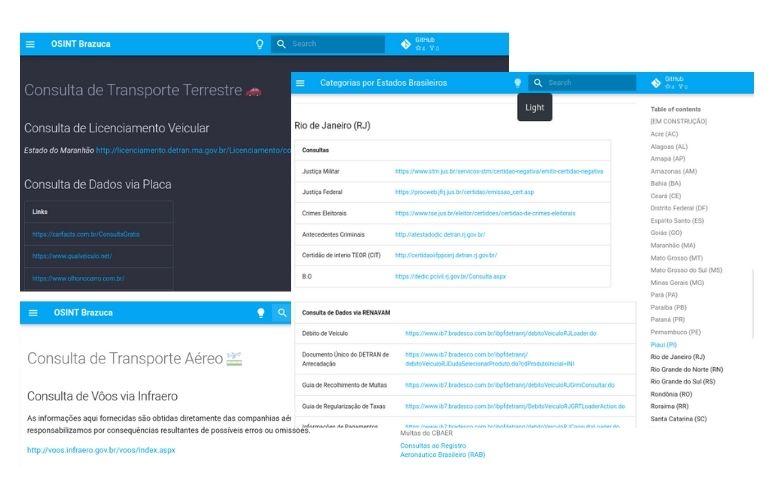 OSINT Brazuca
Search
GitHub
4 0
Consulta de Transporte Terrestre
Consulta de Licenciamento Veicular
Estado do Maranhão http://licenciamento.detran.ma.gov.br/Licenciamento/co
Consulta de Dados via Placa
Links
https://carfacts.com.br/ConsultaGratis
https://www.qualveiculo.net/
https://www.olhonocarro.com.br/
Categorias por Estados Brasileiros
Search
GitHub
4 0
Light
Rio de Janeiro (RJ)
Consultas
Justiça Militar https://www.stm.jus.br/servicos-stm/certidao-negativa/emitir-certidao-negativa
Justiça Federal https://procweb.jfrj.jus.br/certidao/emissao_cert.asp
Crimes Eleitorais https://www.tse.jus.br/eleitor/certidoes/certidao-de-crimes-eleitorais
Antecedentes Criminais http://atestadodic.detran.rj.gov.br/
Certidão de interio TEOR (CIT) http://certidaoifppcerj.detran.rj.gov.br/
B.O https://dedic.pcivil.rj.gov.br/Consulta.aspx
Consulta de Dados via RENAVAM
Débito de Veículo https://www.ib7.bradesco.com.br/ibpfdetranrj/debitoVeiculoRJLoader.do
Documento Único do DETRAN de https://www.ib7.bradesco.com.br/ibpfdetranrj/
Arrecadação debitoVeiculoRJDudaSelecionarProduto.do?cdProdutoInicial=INI
Guia de Recolhimento de Multas https://www.ib7.bradesco.com.br/ibpfdetranrj/debitoVeiculoRJGrmConsultar.do
Guia de Regularização de Taxas https://www.ib7.bradesco.com.br/ibpfdetranrj/DebitoVeiculoRJGRTLoaderAction.do
Informações de Pagamentos
Table of contents
[EM CONSTRUÇÃO]
Acre (AC)
Alagoas (AL)
Amapá (AP)
Amazonas (AM)
Bahia (BA)
Ceará (CE)
Distrito Federal (DF)
Espírito Santo (ES)
Goiás (GO)
Maranhão (MA)
Mato Grosso (MT)
Mato Grosso do Sul (MS)
Minas Gerais (MG)
Pará (PA)
Paraíba (PB)
Paraná (PR)
Pernambuco (PE)
Piauí (PI)
Rio de Janeiro (RJ)
Rio Grande do Norte (RN)
Rio Grande do Sul (RS)
Rondônia (RO)
Roraima (RR)
Santa Catarina (SC)
OSINT Brazuca
Consulta de Transporte Aéreo
Consulta de Vôos via Infraero
As informações aqui fornecidas são obtidas diretamente das companhias aér
responsabilizamos por consequências resultantes de possíveis erros ou omissões.
http://voos.infraero.gov.br/voos/index.aspx
Multas do CBAER
Consultas ao Registro
Aeronáutico Brasileiro (RAB)